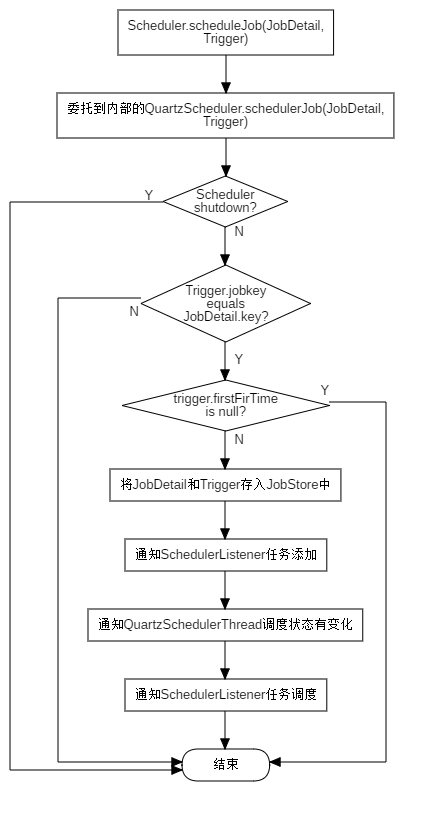 Scheduler.scheduleJob(JobDetail,
Trigger)
委托到内部的QuartzScheduler.schedulerJob(JobDetail,
Trigger)
Y
Scheduler
shutdown?
N
Trigger.jobkey
equals
JobDetail.key?
N
Y
trigger.firstFirTime
is null?
Y
N
将JobDetail和Trigger存入JobStore中
通知SchedulerListener任务添加
通知QuartzSchedulerThread调度状态有变化
通知SchedulerListener任务调度
结束